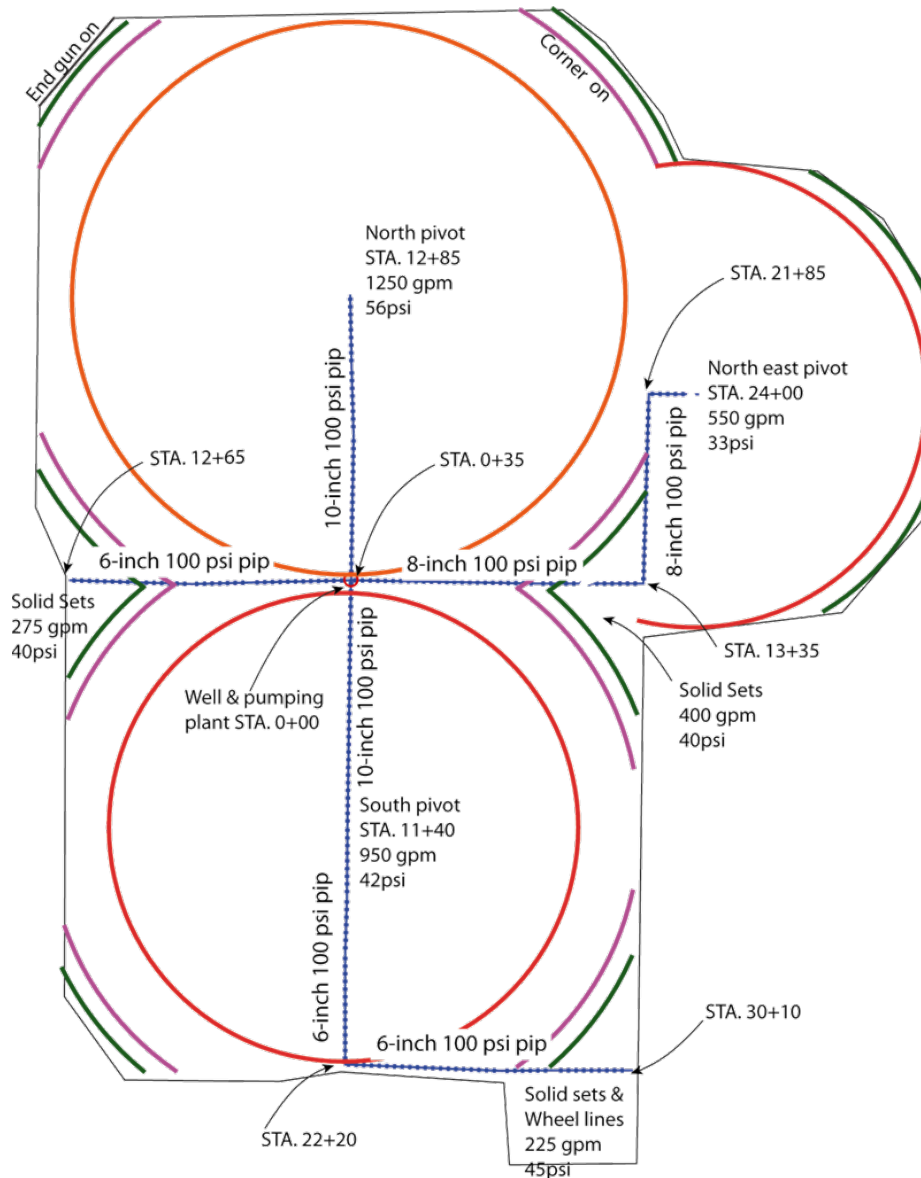 End gun on
Corner on
North pivot
STA. 12+85
1250 gpm
56psi
STA. 21+85
10-inch 100 psi pip
North east pivot
STA. 24+00
550 gpm
33psi
8-inch 100 psi pip
STA. 12+65
STA. 0+35
6-inch 100 psi pip
8-inch 100 psi pip
Solid Sets
275 gpm
40psi
STA. 13+35
Well & pumping
plant STA. 0+00
10-inch 100 psi pip
Solid Sets
400 gpm
40psi
South pivot
STA. 11+40
950 gpm
42psi
6-inch 100 psi pip
STA. 30+10
6-inch 100 psi pip
STA. 22+20
Solid sets &
Wheel lines
225 gpm
45psi